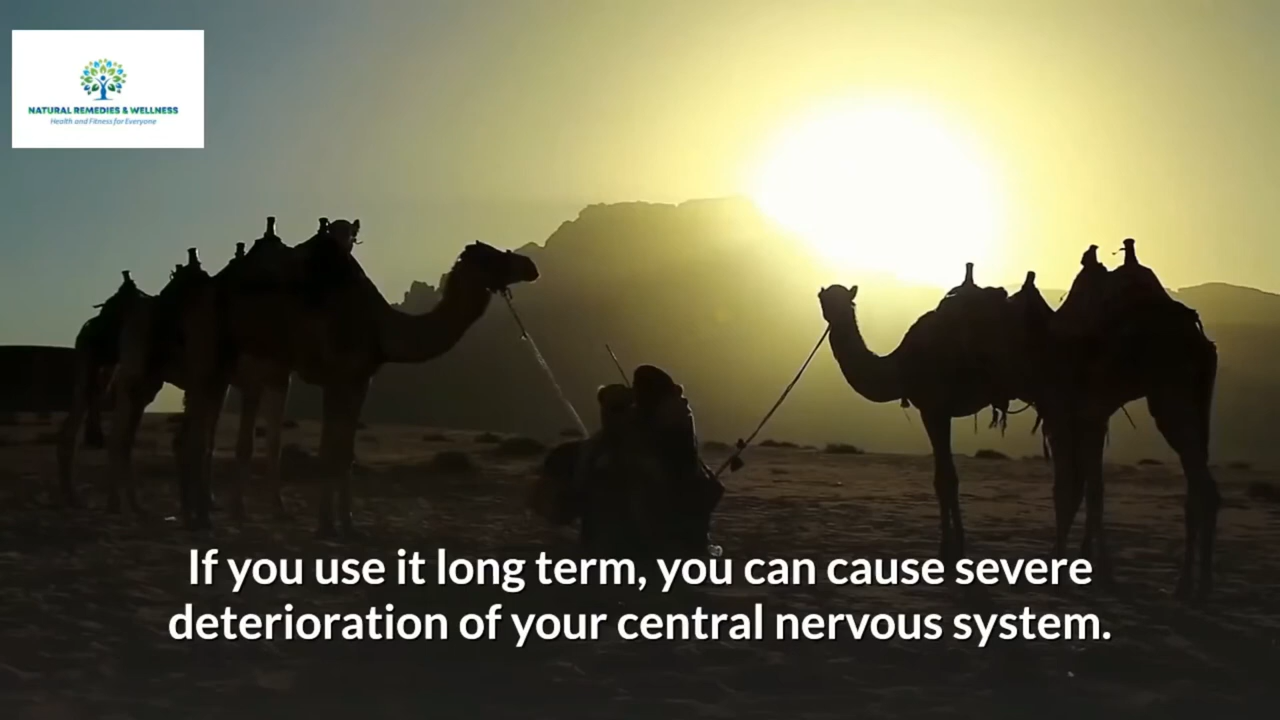 NATURAL REMEDIES & WELLNESS
Health and Fitness for Everyone
If you use it long term, you can cause severe
deterioration of your central nervous system.